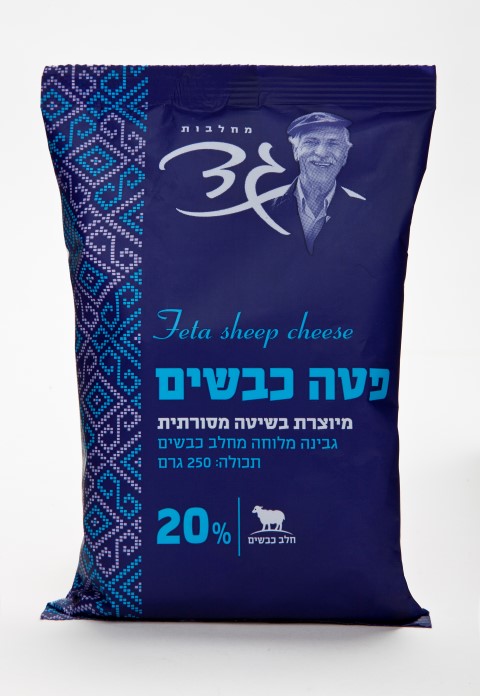 מחלבות
גד
Feta sheep cheese
פטה כבשים
מיוצרת בשיטה מסורתית
גבינה מלוחה מחלב כבשים
תכולה: 250 גרם
20%
חלב כבשים